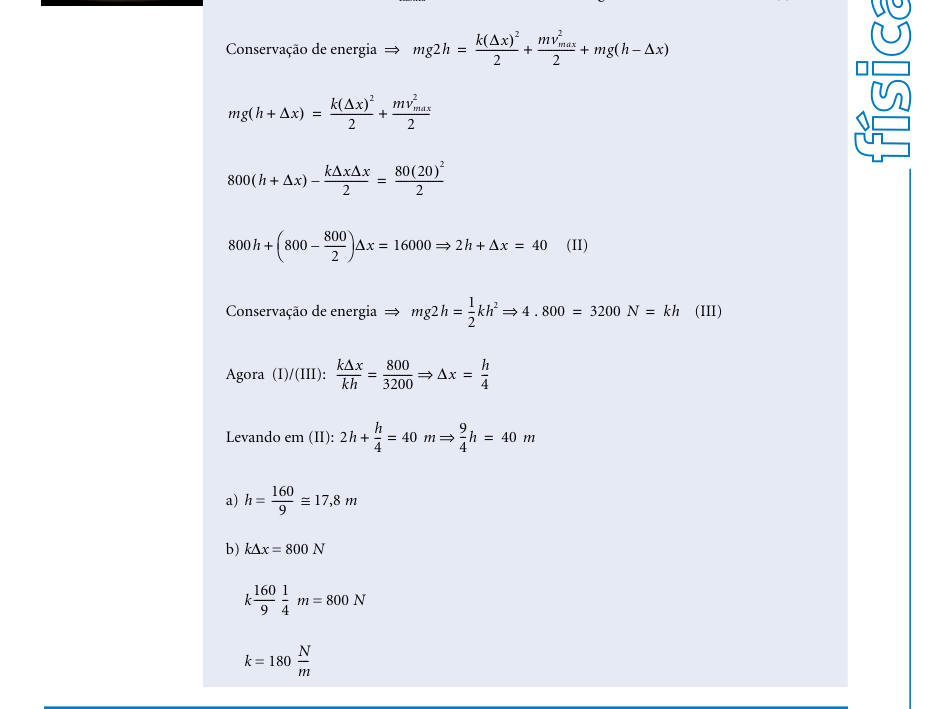 Conservação de energia ⇒ mg2h = k(Δx)²/2 + mv²max/2 + mg(h – Δx)
mg(h + Δx) = k(Δx)²/2 + mv²max/2
800(h + Δx) – kΔxΔx/2 = 80(20)²/2
800h + (800 – 800/2)Δx = 16000 ⇒ 2h + Δx = 40 (II)
Conservação de energia ⇒ mg2h = 1/2 kh² ⇒ 4 . 800 = 3200 N = kh (III)
Agora (I)/(III): kΔx/kh = 800/3200 ⇒ Δx = h/4
Levando em (II): 2h + h/4 = 40 m ⇒ 9/4 h = 40 m
a) h = 160/9 ≅ 17,8 m
b) kΔx = 800 N
k 160/9 1/4 m = 800 N
k = 180 N/m
física